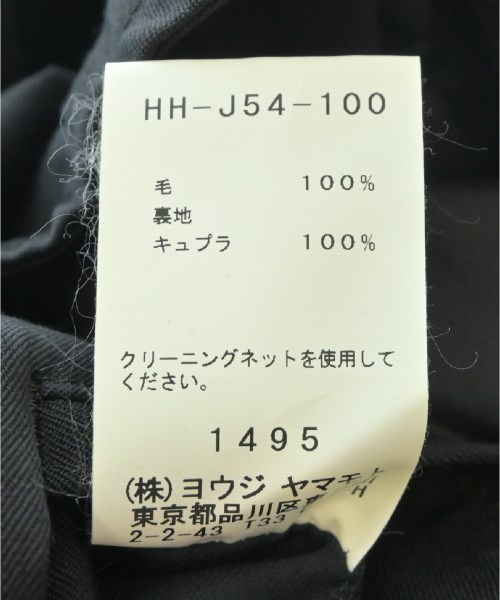 HH-J54-100
毛 100%
裏地
キュプラ 100%
クリーニングネットを使用して
ください。
1495
(株)ヨウジ ヤマモト
東京都品川区
2-2-43 T33